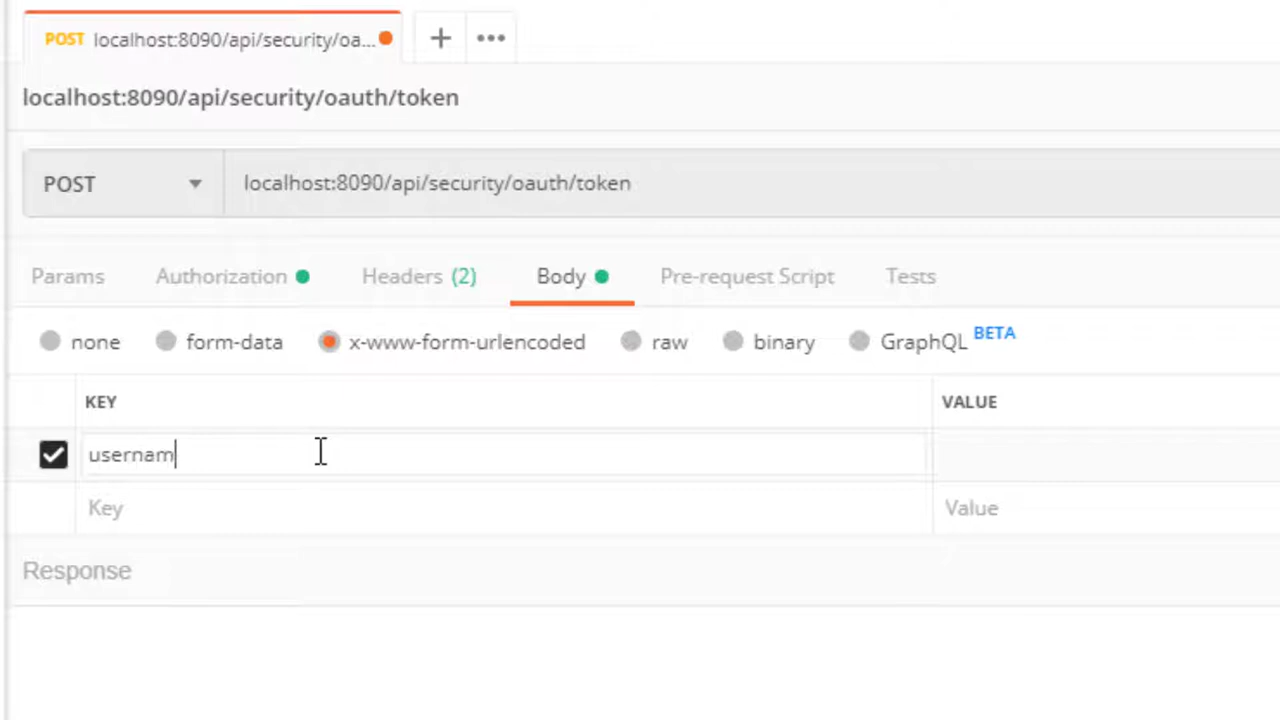 POST localhost:8090/api/security/oa... + •••
localhost:8090/api/security/oauth/token
POST localhost:8090/api/security/oauth/token
Params Authorization Headers (2) Body Pre-request Script Tests
none form-data x-www-form-urlencoded raw binary GraphQL BETA
KEY VALUE
usernam
Key Value
Response